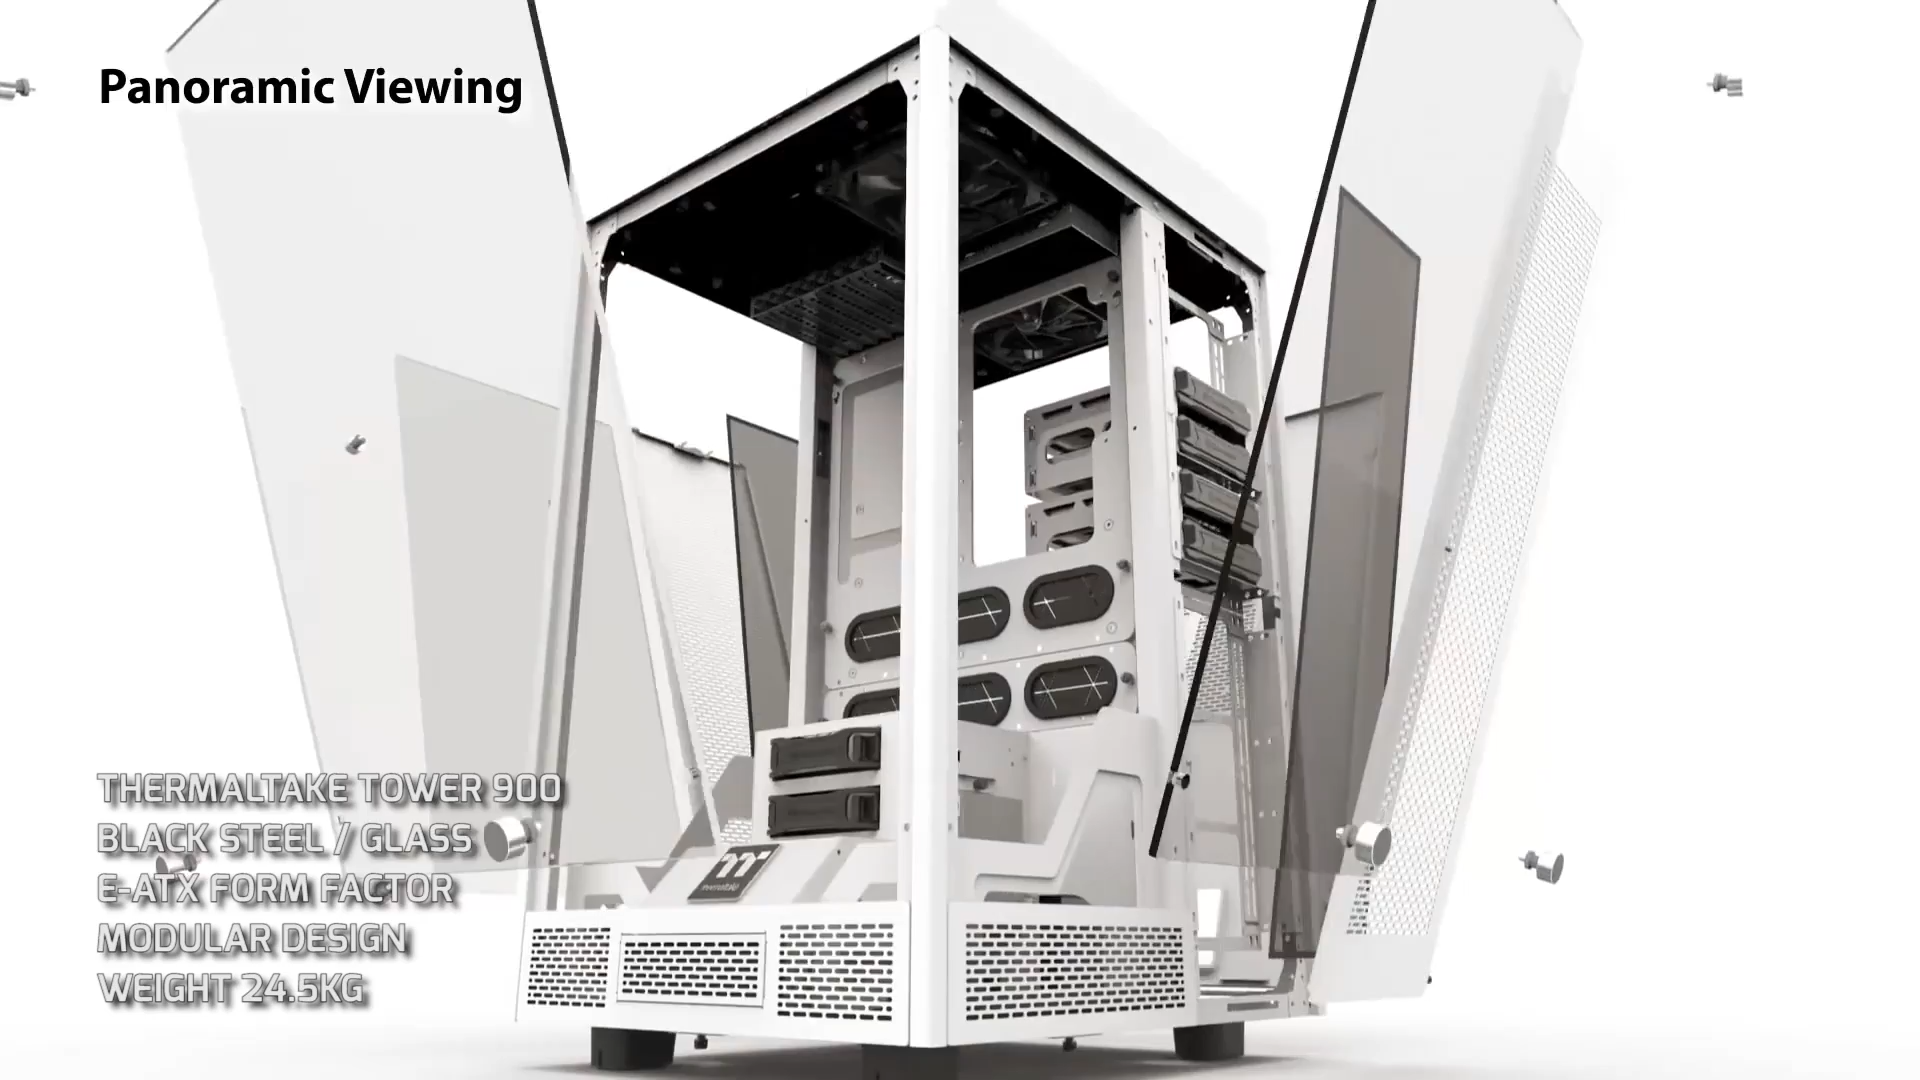 Panoramic Viewing
THERMALTAKE TOWER 900
BLACK STEEL / GLASS
E-ATX FORM FACTOR
MODULAR DESIGN
WEIGHT 24.5KG